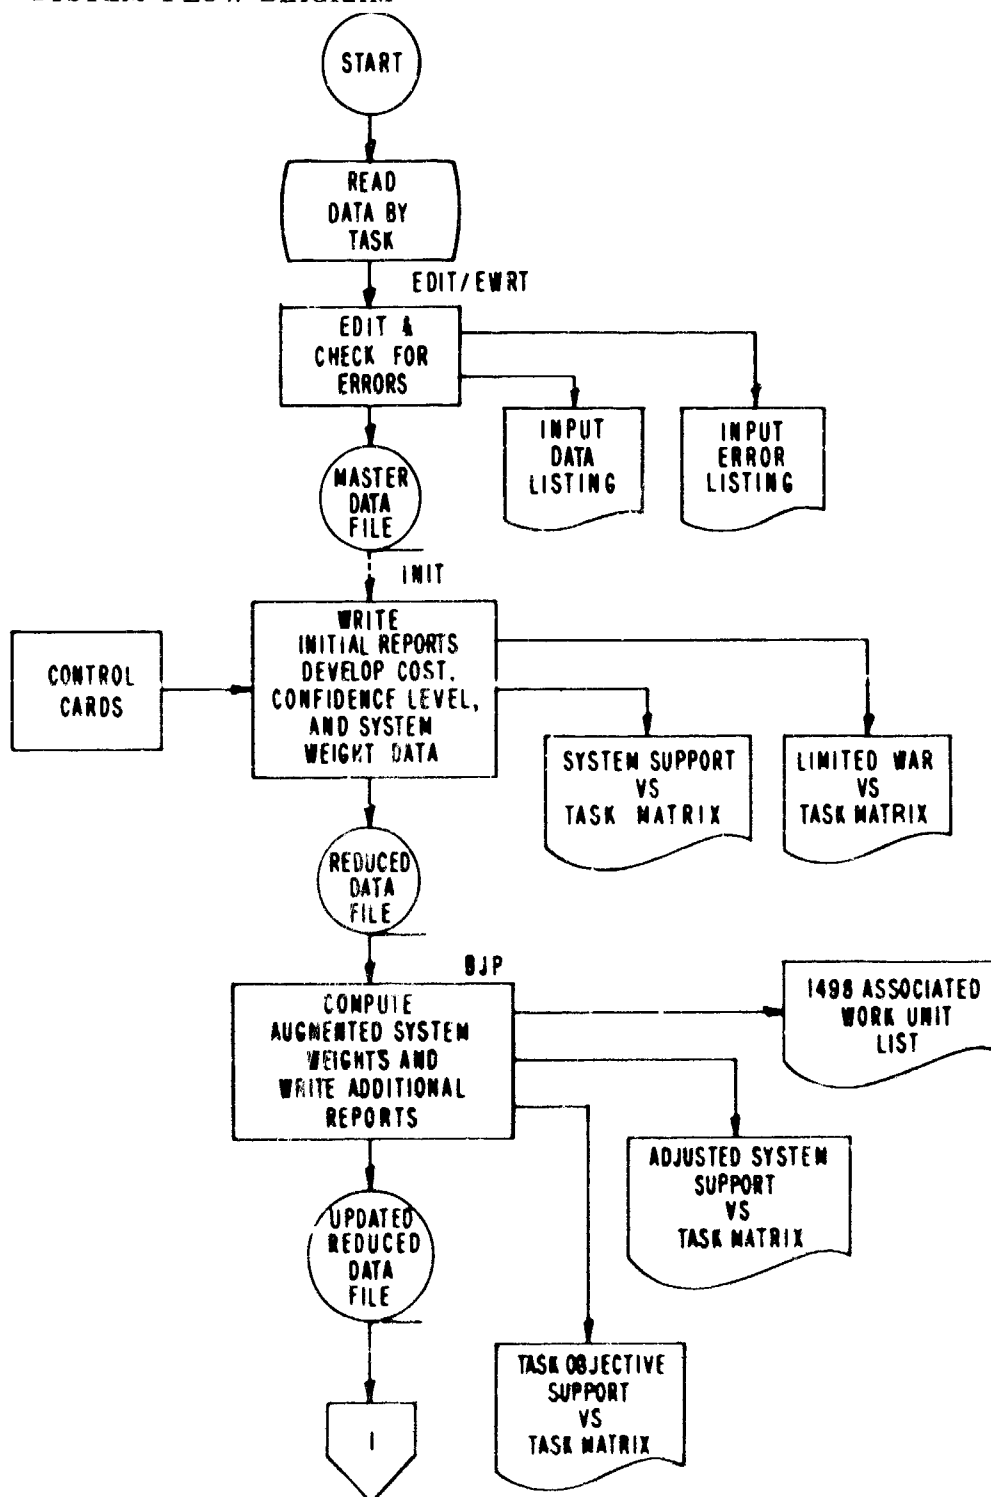 SYSTEM FLOW DIAGRAM
START
READ
DATA BY
TASK
EDIT/EWRT
EDIT &
CHECK FOR
ERRORS
INPUT
DATA
LISTING
INPUT
ERROR
LISTING
MASTER
DATA
FILE
INIT
CONTROL
CARDS
WRITE
INITIAL REPORTS
DEVELOP COST,
CONFIDENCE LEVEL,
AND SYSTEM
WEIGHT DATA
SYSTEM SUPPORT
VS
TASK MATRIX
LIMITED WAR
VS
TASK MATRIX
REDUCED
DATA
FILE
BJP
COMPUTE
AUGMENTED SYSTEM
WEIGHTS AND
WRITE ADDITIONAL
REPORTS
1498 ASSOCIATED
WORK UNIT
LIST
ADJUSTED SYSTEM
SUPPORT
VS
TASK MATRIX
UPDATED
REDUCED
DATA
FILE
TASK OBJECTIVE
SUPPORT
VS
TASK MATRIX
1